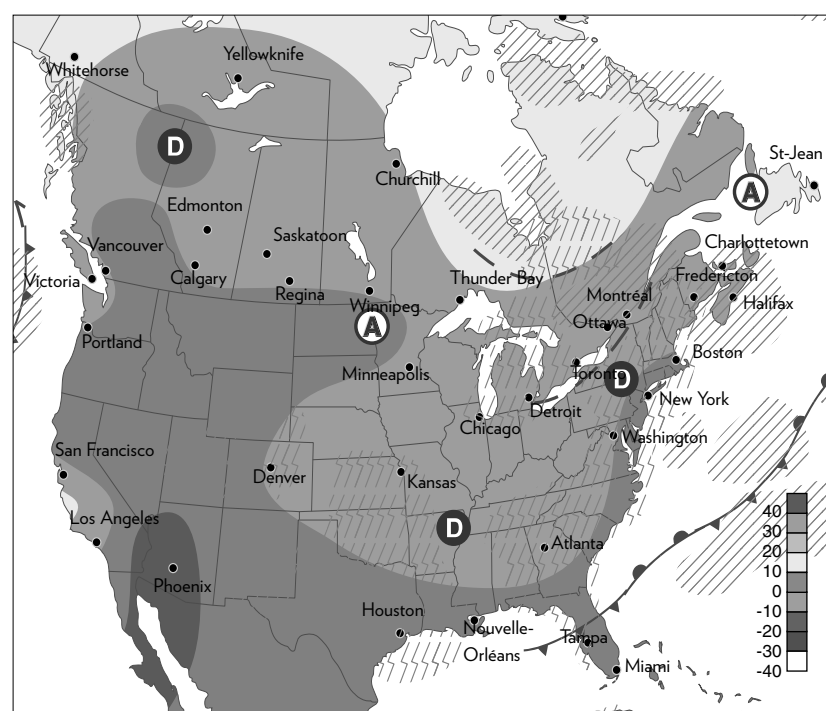 Yellowknife
Whitehorse
D
St-Jean
Churchill
A
Edmonton
Saskatoon
Vancouver
Charlottetown
Calgary
Victoria
Regina
Thunder Bay
Fredericton
Winnipeg
Montréal
Halifax
A
Ottawa
Portland
Boston
Minneapolis
Toronto
D
New York
Detroit
Chicago
Washington
San Francisco
Denver
Kansas
Los Angeles
D
40
Atlanta
30
20
Phoenix
10
0
Houston
-10
Nouvelle-
Orléans
Tampa
-20
-30
Miami
-40